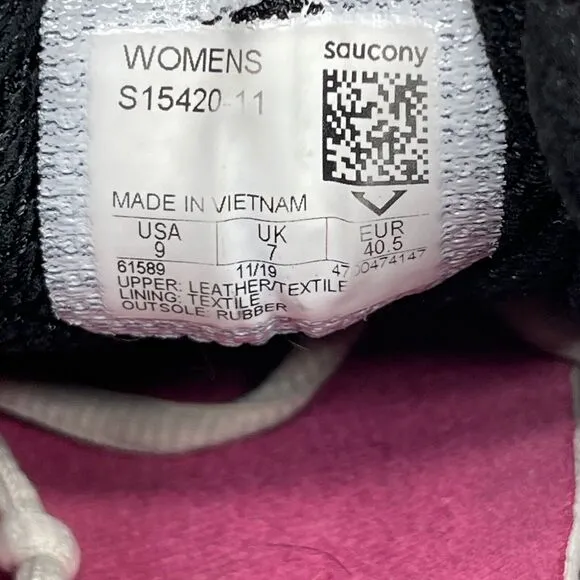 WOMENS
saucony
S15420-11
MADE IN VIETNAM
USA UK EUR
9 7 40.5
61589 11/19 4700474147
UPPER: LEATHER/TEXTILE
LINING: TEXTILE
OUTSOLE: RUBBER